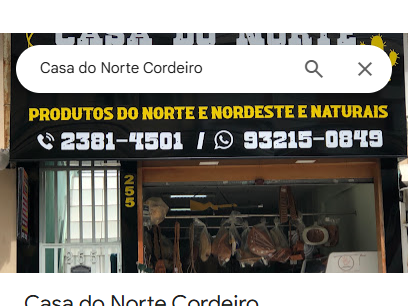 CASA DO NORTE
Casa do Norte Cordeiro
PRODUTOS DO NORTE E NORDESTE E NATURAIS
2381-4501 / 93215-0849
255
Casa do Norte Cordeiro